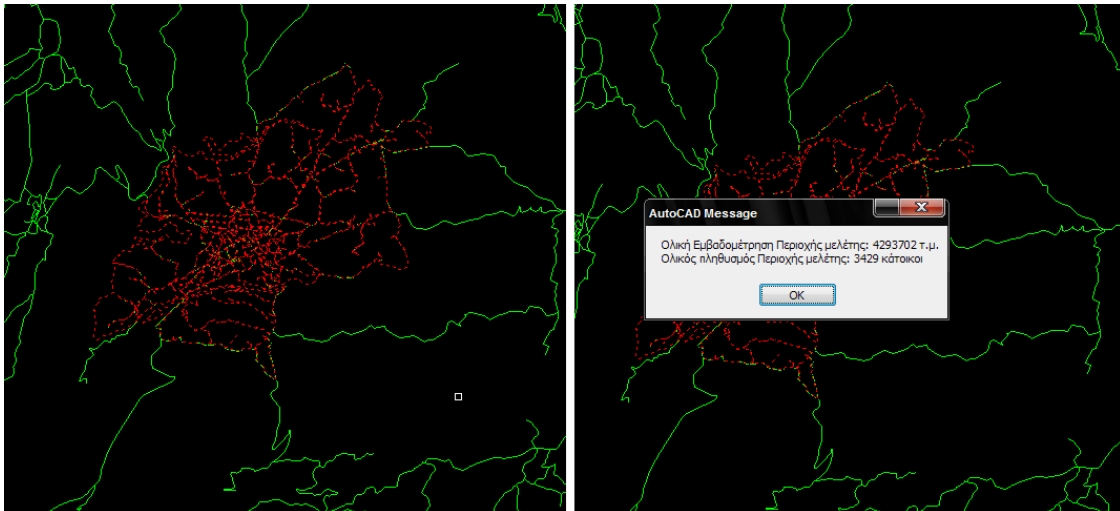 AutoCAD Message
Ολική Εμβαδομέτρηση Περιοχής μελέτης: 4293702 τ.μ.
Ολικός πληθυσμός Περιοχής μελέτης: 3429 κάτοικοι
OK